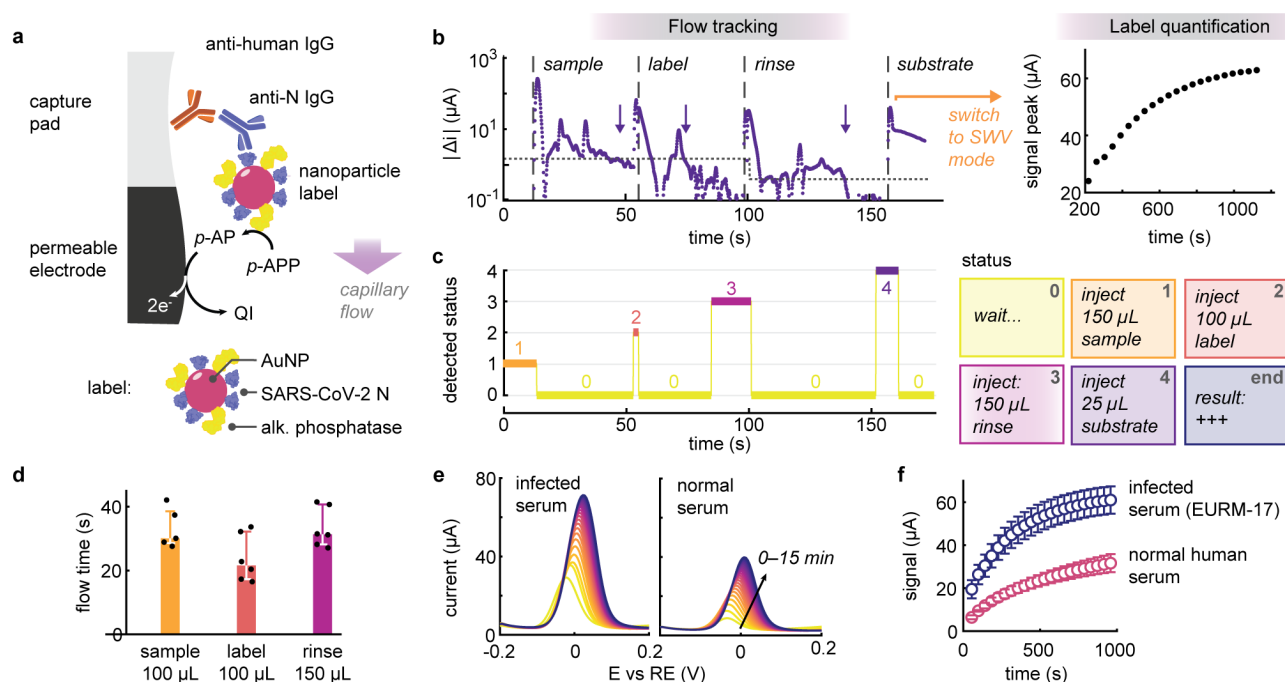 a
anti-human IgG
anti-N IgG
capture
pad
nanoparticle
label
permeable
electrode
p-AP
p-APP
2e-
QI
capillary
flow
label:
AuNP
SARS-CoV-2 N
alk. phosphatase
b
Flow tracking
Label quantification
| Δi | (µA)
10³
10¹
10⁻¹
sample
label
rinse
substrate
switch
to SWV
mode
0
50
100
150
time (s)
signal peak (µA)
60
40
20
200
600
1000
time (s)
c
detected status
4
3
2
1
0
1
0
2
0
3
0
4
0
0
50
100
150
time (s)
status
0
wait...
1
inject
150 µL
sample
2
inject
100 µL
label
3
inject:
150 µL
rinse
4
inject
25 µL
substrate
end
result:
+++
d
flow time (s)
40
20
0
sample
100 µL
label
100 µL
rinse
150 µL
e
current (µA)
80
60
40
20
0
infected
serum
normal
serum
0–15 min
-0.2
0
0.2
0
0.2
E vs RE (V)
f
signal (µA)
60
40
20
0
0
500
1000
time (s)
infected
serum (EURM-17)
normal human
serum